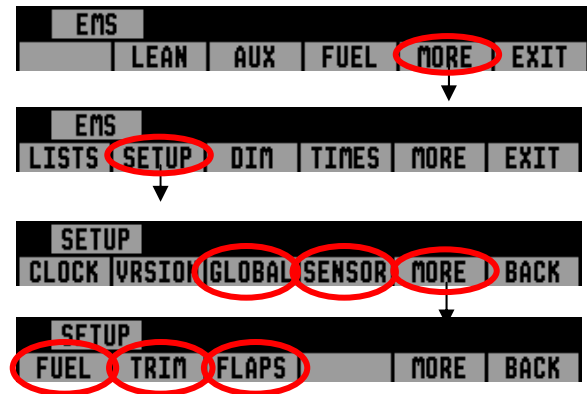 EMS
LEAN AUX FUEL MORE EXIT
EMS
LISTS SETUP DIM TIMES MORE EXIT
SETUP
CLOCK VRSION GLOBAL SENSOR MORE BACK
SETUP
FUEL TRIM FLAPS MORE BACK